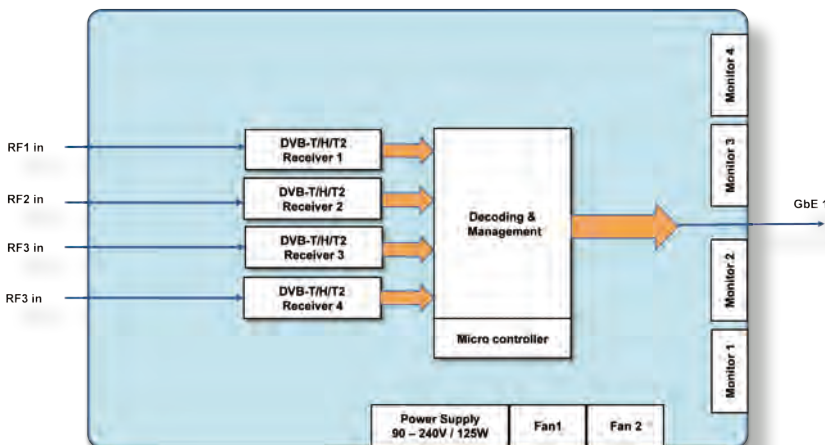 RF1 in
RF2 in
RF3 in
RF3 in
DVB-T/H/T2
Receiver 1
DVB-T/H/T2
Receiver 2
DVB-T/H/T2
Receiver 3
DVB-T/H/T2
Receiver 4
Decoding &
Management
Micro controller
Monitor 4
Monitor 3
GbE 1
Monitor 2
Monitor 1
Power Supply
90 – 240V / 125W
Fan1
Fan 2